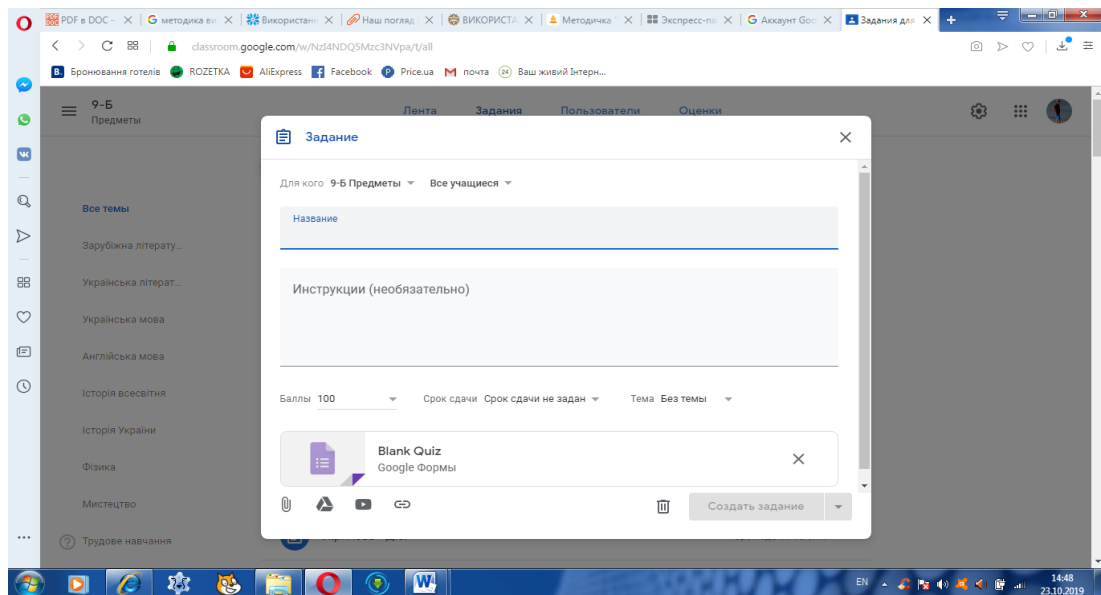 PDF в DOC –
методика ви
Використан
Наш погляд
ВИКОРИСТА
Методичка
Экспресс-па
Аккаунт Goo
Задания для
classroom.google.com/w/NzI4NDQ5Mzc3NVpa/t/all
Бронювання готелів ROZETKA AliExpress Facebook Price.ua почта Ваш живий Інтерн...
9-Б
Предметы
Лента Задания Пользователи Оценки
Задание
Для кого 9-Б Предметы Все учащиеся
Название
Инструкции (необязательно)
Баллы 100 Срок сдачи Срок сдачи не задан Тема Без темы
Blank Quiz
Google Формы
Создать задание
Все темы
Зарубіжна літерату...
Українська літерат...
Українська мова
Англійська мова
Історія всесвітня
Історія України
Фізика
Мистецтво
Трудове навчання
EN
14:48
23.10.2019